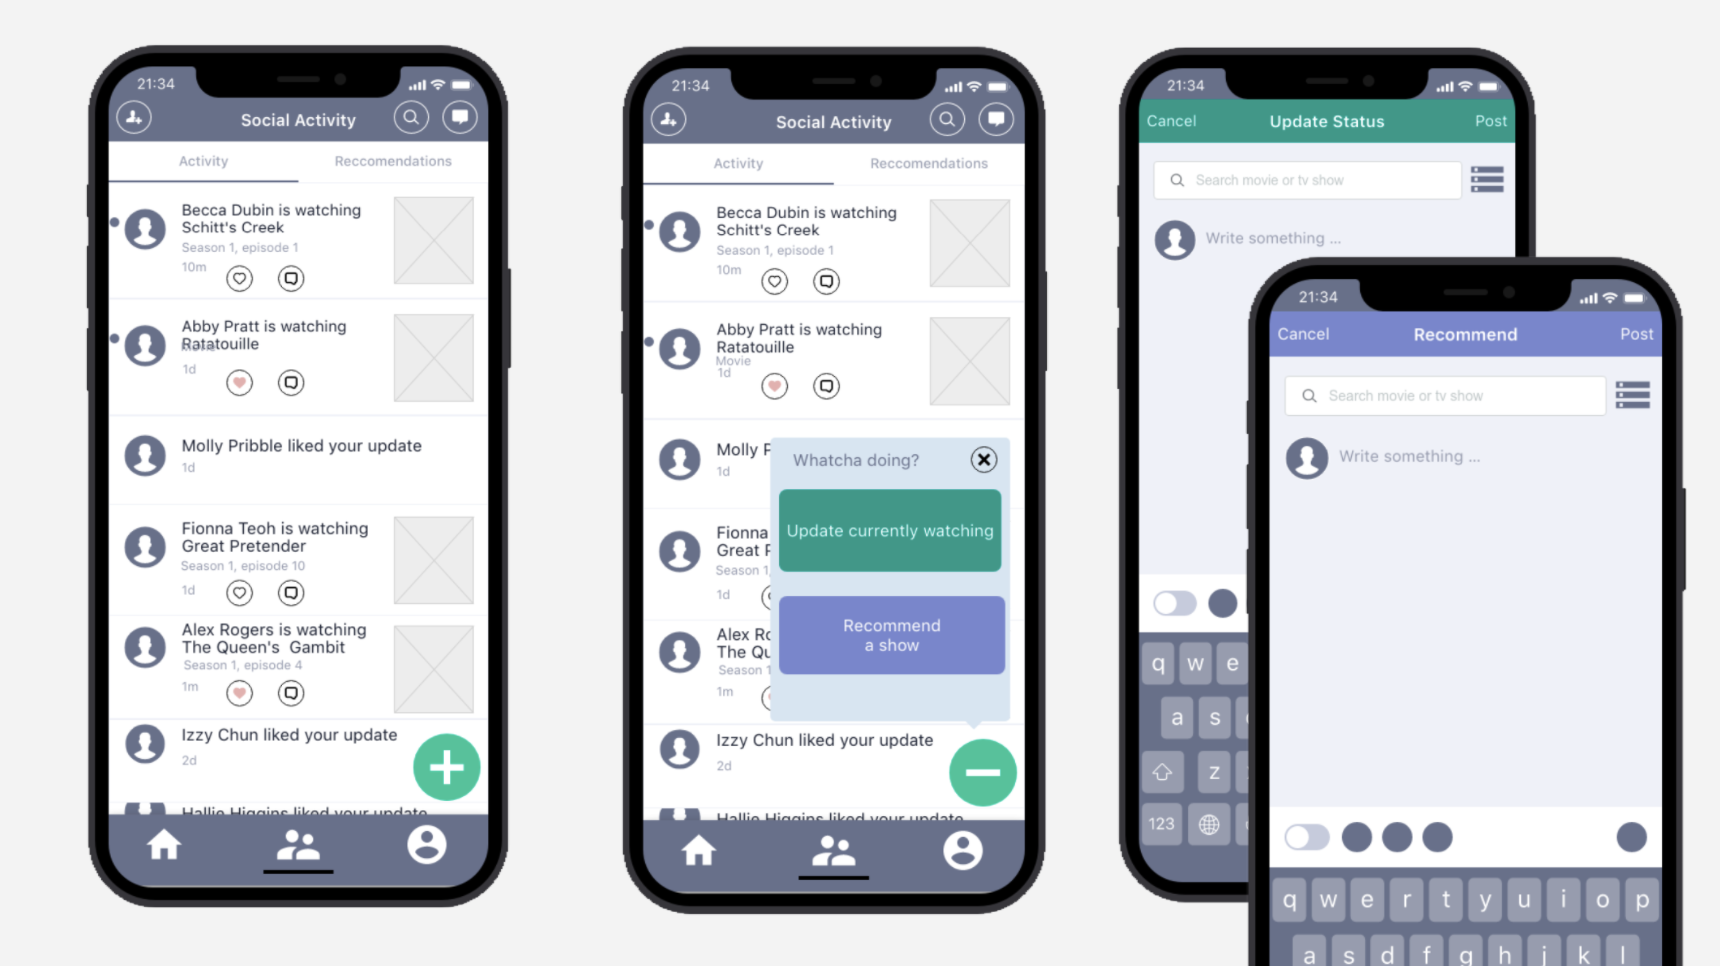 21:34
Social Activity
Activity
Reccomendations
Becca Dubin is watching
Schitt's Creek
Season 1, episode 1
10m
Abby Pratt is watching
Ratatouille
Movie
1d
Molly Pribble liked your update
1d
Fionna Teoh is watching
Great Pretender
Season 1, episode 10
1d
Alex Rogers is watching
The Queen's Gambit
Season 1, episode 4
1m
Izzy Chun liked your update
2d
Hallie Higgins liked your update
21:34
Social Activity
Activity
Reccomendations
Becca Dubin is watching
Schitt's Creek
Season 1, episode 1
10m
Abby Pratt is watching
Ratatouille
Movie
1d
Molly P
1d
Fionna
Great P
Season 1,
1d
Alex Ro
The Qu
Season 1
1m
Whatcha doing?
Update currently watching
Recommend
a show
Izzy Chun liked your update
2d
Hallie Higgins liked your update
21:34
Cancel
Update Status
Post
Search movie or tv show
Write something ...
q w e
a s
z
123
21:34
Cancel
Recommend
Post
Search movie or tv show
Write something ...
q w e r t y u i o p
a s d f g h j k l